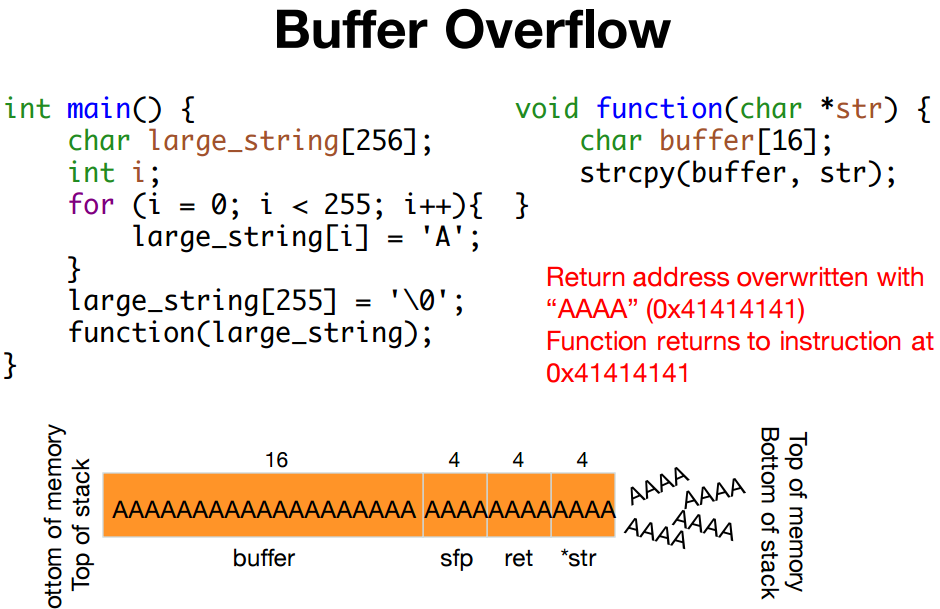 Buffer Overflow
int main() {
    char large_string[256];
    int i;
    for (i = 0; i < 255; i++){
        large_string[i] = 'A';
    }
    large_string[255] = '\0';
    function(large_string);
}
void function(char *str) {
    char buffer[16];
    strcpy(buffer, str);
}
Return address overwritten with
“AAAA” (0x41414141)
Function returns to instruction at
0x41414141
ottom of memory
Top of stack
16
4
4
4
AAAAAAAAAAAAAAAAAAA
AAAA
AAAA
AAAA
buffer
sfp
ret
*str
AAAA
AAAA
AAAA
AAAA
Top of memory
Bottom of stack